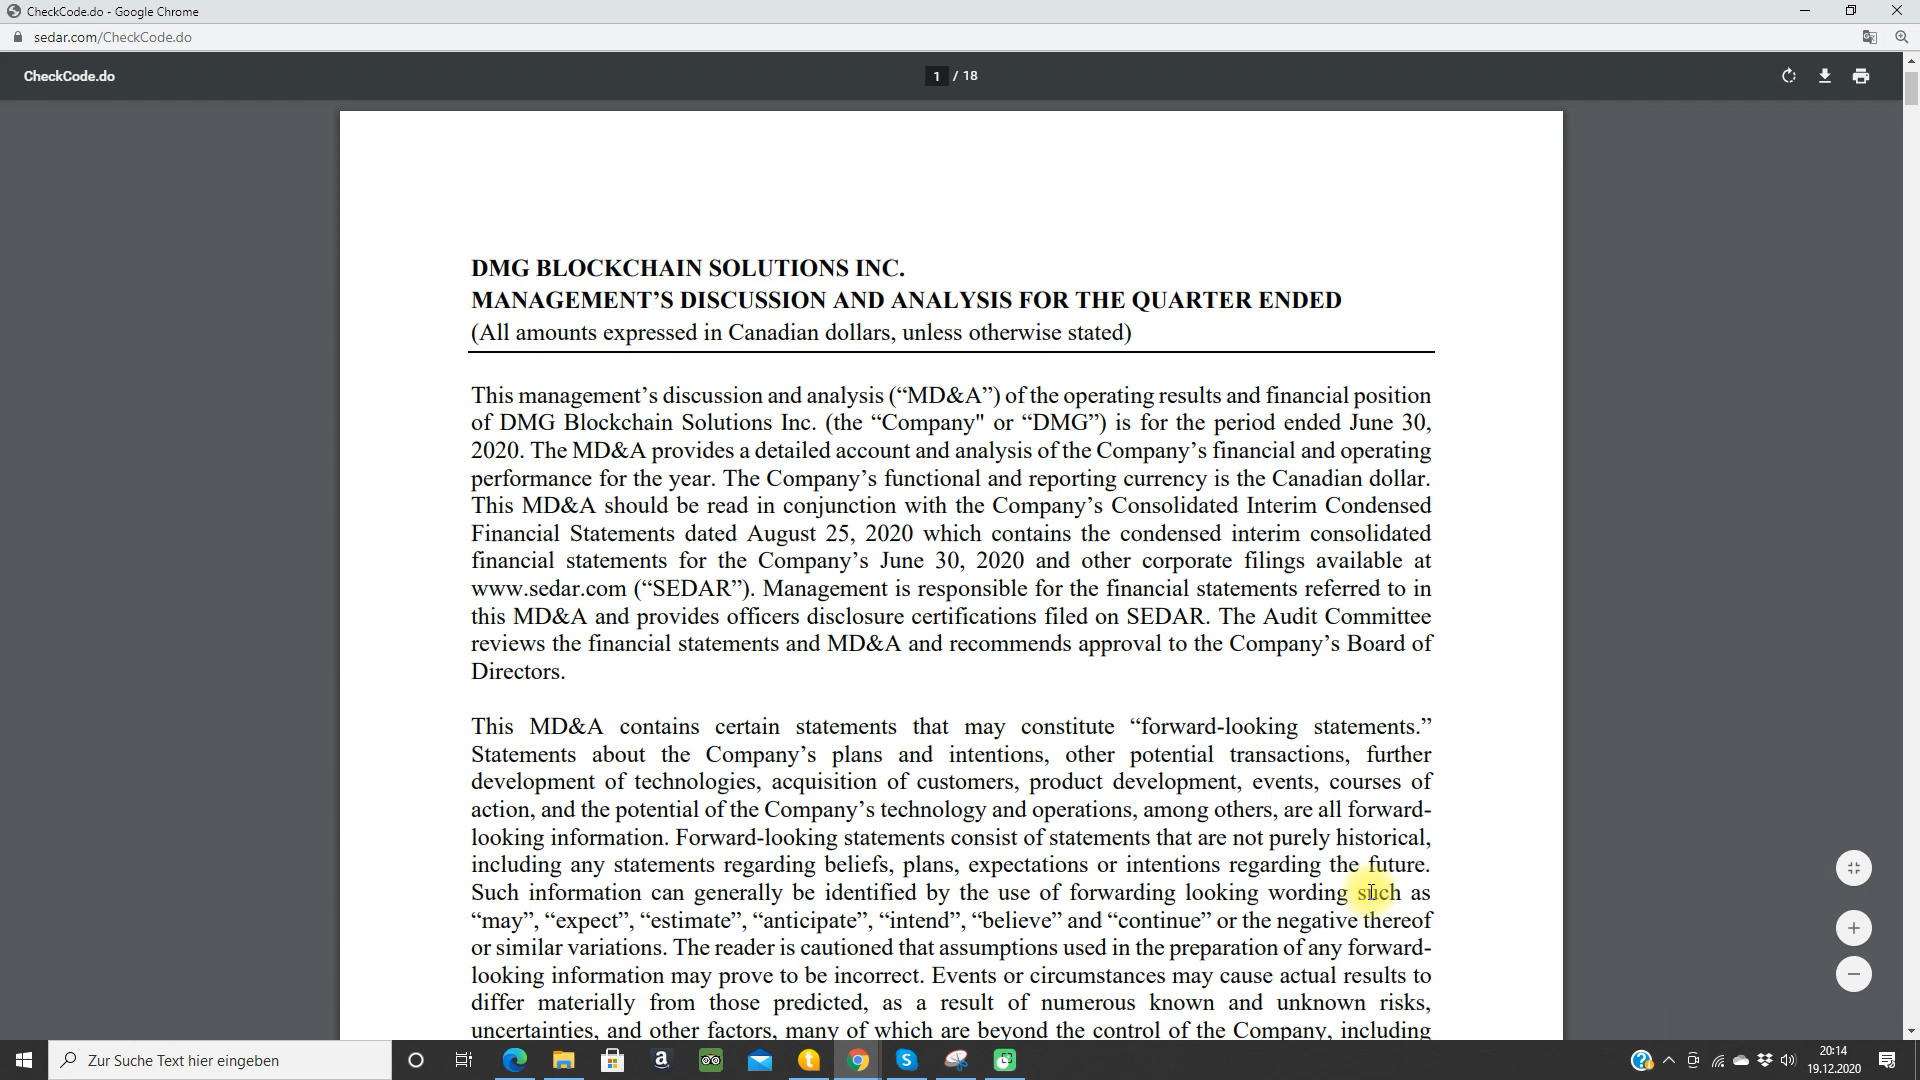 CheckCode.do - Google Chrome
sedar.com/CheckCode.do
CheckCode.do
1 / 18
DMG BLOCKCHAIN SOLUTIONS INC.
MANAGEMENT’S DISCUSSION AND ANALYSIS FOR THE QUARTER ENDED
(All amounts expressed in Canadian dollars, unless otherwise stated)
This management’s discussion and analysis (“MD&A”) of the operating results and financial position
of DMG Blockchain Solutions Inc. (the “Company" or “DMG”) is for the period ended June 30,
2020. The MD&A provides a detailed account and analysis of the Company’s financial and operating
performance for the year. The Company’s functional and reporting currency is the Canadian dollar.
This MD&A should be read in conjunction with the Company’s Consolidated Interim Condensed
Financial Statements dated August 25, 2020 which contains the condensed interim consolidated
financial statements for the Company’s June 30, 2020 and other corporate filings available at
www.sedar.com (“SEDAR”). Management is responsible for the financial statements referred to in
this MD&A and provides officers disclosure certifications filed on SEDAR. The Audit Committee
reviews the financial statements and MD&A and recommends approval to the Company’s Board of
Directors.
This MD&A contains certain statements that may constitute “forward-looking statements.”
Statements about the Company’s plans and intentions, other potential transactions, further
development of technologies, acquisition of customers, product development, events, courses of
action, and the potential of the Company’s technology and operations, among others, are all forward-
looking information. Forward-looking statements consist of statements that are not purely historical,
including any statements regarding beliefs, plans, expectations or intentions regarding the future.
Such information can generally be identified by the use of forwarding looking wording such as
“may”, “expect”, “estimate”, “anticipate”, “intend”, “believe” and “continue” or the negative thereof
or similar variations. The reader is cautioned that assumptions used in the preparation of any forward-
looking information may prove to be incorrect. Events or circumstances may cause actual results to
differ materially from those predicted, as a result of numerous known and unknown risks,
uncertainties, and other factors, many of which are beyond the control of the Company, including
Zur Suche Text hier eingeben
20:14
19.12.2020